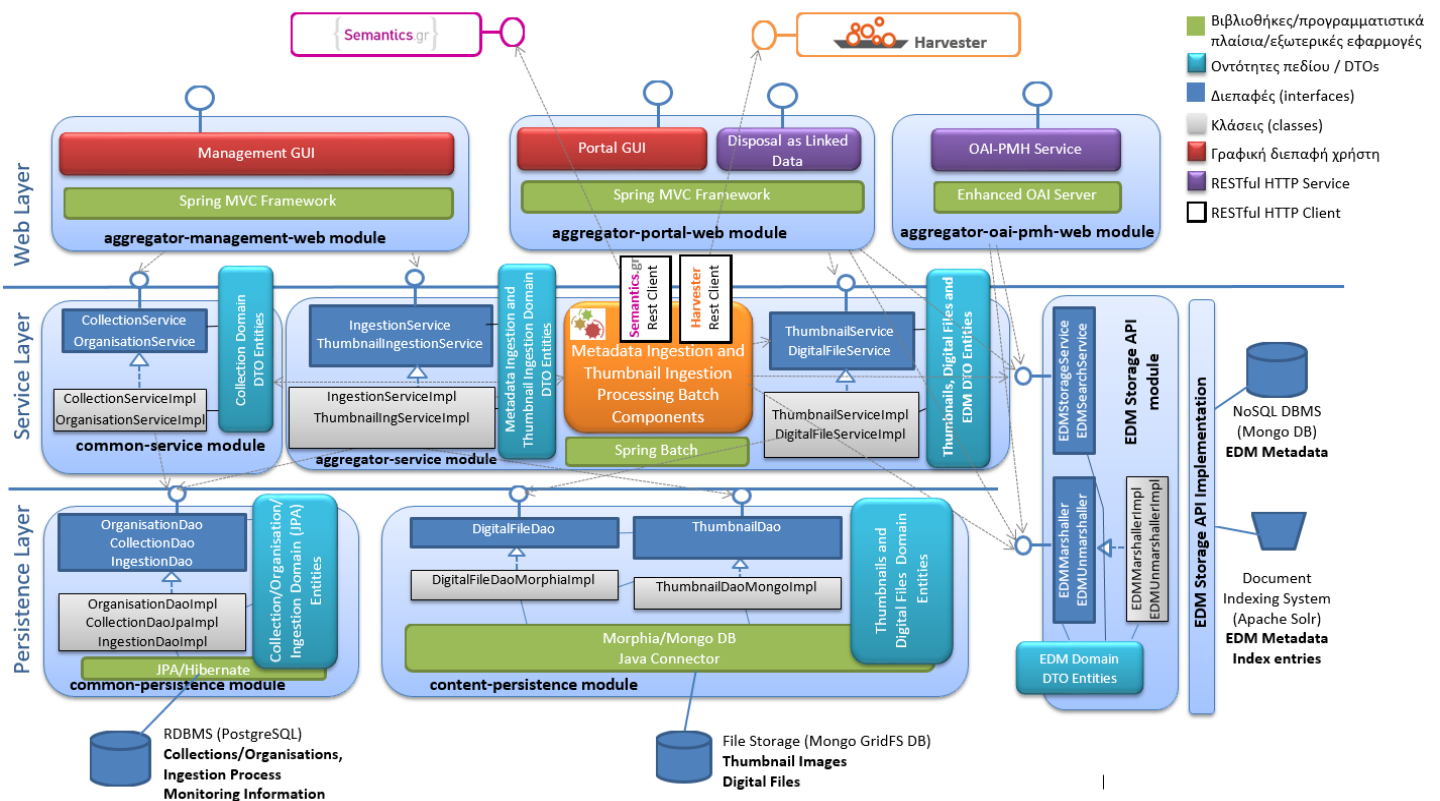 {Semantics.gr}
Harvester
Βιβλιοθήκες/προγραμματιστικά
πλαίσια/εξωτερικές εφαρμογές
Οντότητες πεδίου / DTOs
Διεπαφές (interfaces)
Κλάσεις (classes)
Γραφική διεπαφή χρήστη
RESTful HTTP Service
RESTful HTTP Client
Web Layer
Management GUI
Spring MVC Framework
aggregator-management-web module
Portal GUI
Disposal as Linked
Data
Spring MVC Framework
aggregator-portal-web module
OAI-PMH Service
Enhanced OAI Server
aggregator-oai-pmh-web module
Service Layer
CollectionService
OrganisationService
CollectionServiceImpl
OrganisationServiceImpl
common-service module
Collection Domain
DTO Entities
IngestionService
ThumbnailIngestionService
IngestionServiceImpl
ThumbnailIngServiceImpl
aggregator-service module
Metadata Ingestion and
Thumbnail Ingestion Domain
DTO Entities
Semantics.gr
Rest Client
Harvester
Rest Client
Metadata Ingestion and
Thumbnail Ingestion
Processing Batch
Components
Spring Batch
ThumbnailService
DigitalFileService
ThumbnailServiceImpl
DigitalFileServiceImpl
Thumbnails, Digital Files and
EDM DTO Entities
EDMStorageService
EDMSearchService
EDM Storage API
module
EDMMarshaller
EDMUnmarshaller
EDMMarshallerImpl
EDMUnmarshallerImpl
EDM Domain
DTO Entities
EDM Storage API Implementation
NoSQL DBMS
(Mongo DB)
EDM Metadata
Document
Indexing System
(Apache Solr)
EDM Metadata
Index entries
Persistence Layer
OrganisationDao
CollectionDao
IngestionDao
OrganisationDaoImpl
CollectionDaoJpaImpl
IngestionDaoImpl
JPA/Hibernate
common-persistence module
Collection/Organisation/
Ingestion Domain (JPA)
Entities
DigitalFileDao
ThumbnailDao
DigitalFileDaoMorphiaImpl
ThumbnailDaoMongoImpl
Morphia/Mongo DB
Java Connector
content-persistence module
Thumbnails and
Digital Files Domain
Entities
RDBMS (PostgreSQL)
Collections/Organisations,
Ingestion Process
Monitoring Information
File Storage (Mongo GridFS DB)
Thumbnail Images
Digital Files